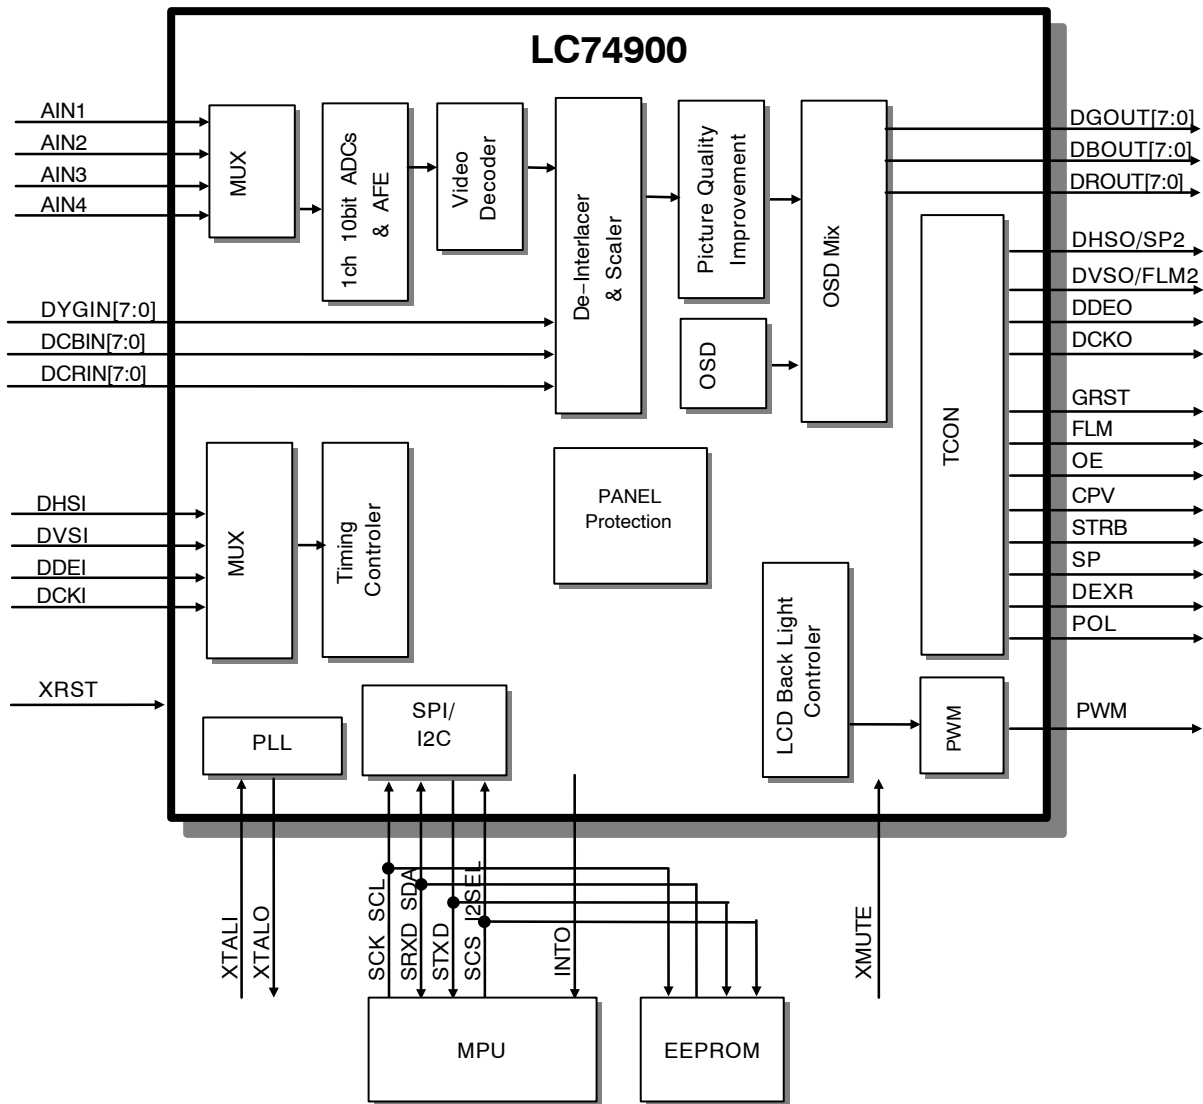 LC74900
AIN1
AIN2
AIN3
AIN4
MUX
1ch 10bit ADCs
& AFE
Video
Decoder
De-Interlacer
& Scaler
Picture Quality
Improvement
OSD
OSD Mix
DGOUT[7:0]
DBOUT[7:0]
DROUT[7:0]
DYGIN[7:0]
DCBIN[7:0]
DCRIN[7:0]
TCON
DHSO/SP2
DVSO/FLM2
DDEO
DCKO
GRST
FLM
OE
CPV
STRB
SP
DEXR
POL
DHSI
DVSI
DDEI
DCKI
MUX
Timing
Controler
PANEL
Protection
LCD Back Light
Controler
PWM
PWM
XRST
PLL
SPI/
I2C
XTALI
XTALO
SCK SCL
SRXD SDA
STXD
SCS I2SEL
INTO
XMUTE
MPU
EEPROM